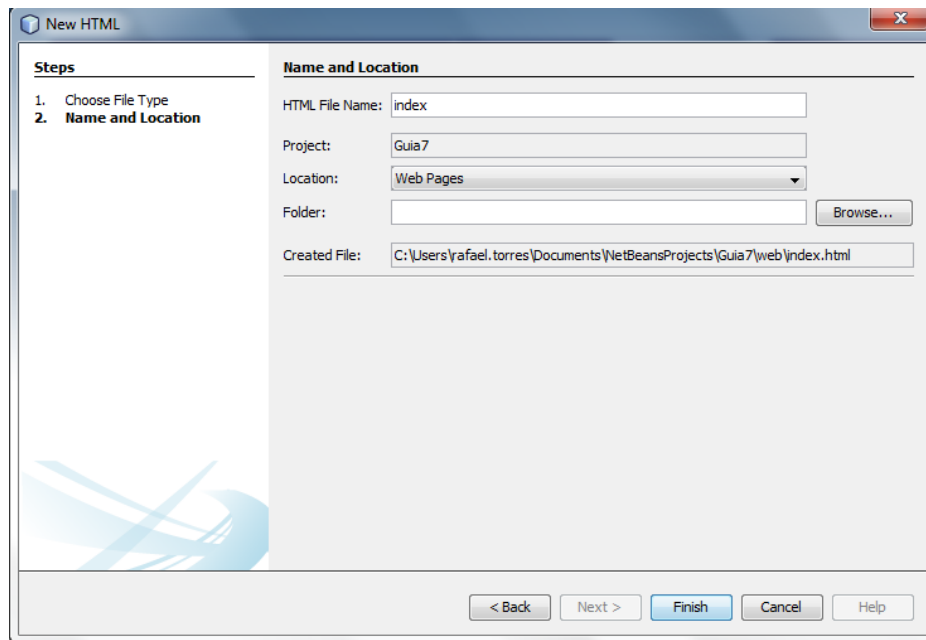 New HTML
Steps
1. Choose File Type
2. Name and Location
Name and Location
HTML File Name: index
Project: Guia7
Location: Web Pages
Folder: Browse...
Created File: C:\Users\rafael.torres\Documents\NetBeansProjects\Guia7\web\index.html
< Back Next > Finish Cancel Help